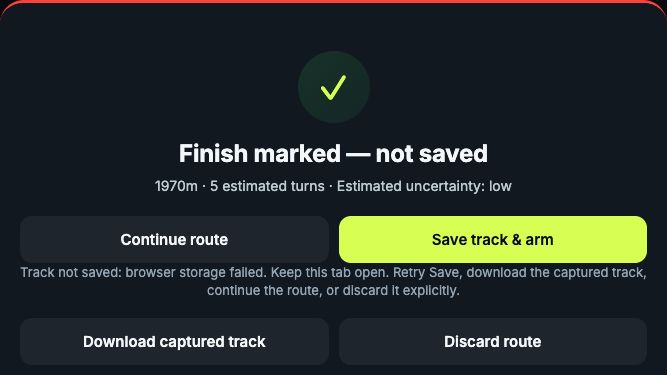 Finish marked — not saved
1970m · 5 estimated turns · Estimated uncertainty: low
Continue route
Save track & arm
Track not saved: browser storage failed. Keep this tab open. Retry Save, download the captured track,
continue the route, or discard it explicitly.
Download captured track
Discard route